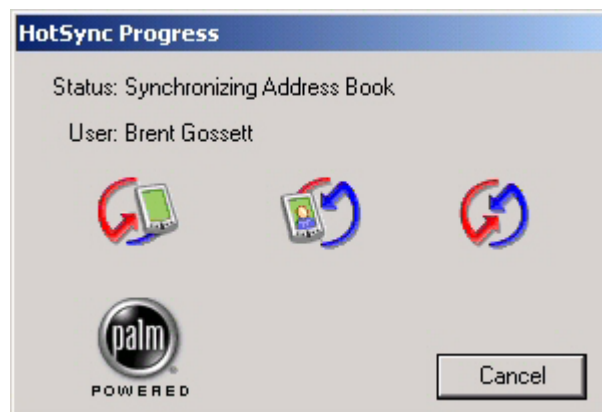 HotSync Progress
Status: Synchronizing Address Book
User: Brent Gossett
palm
POWERED
Cancel